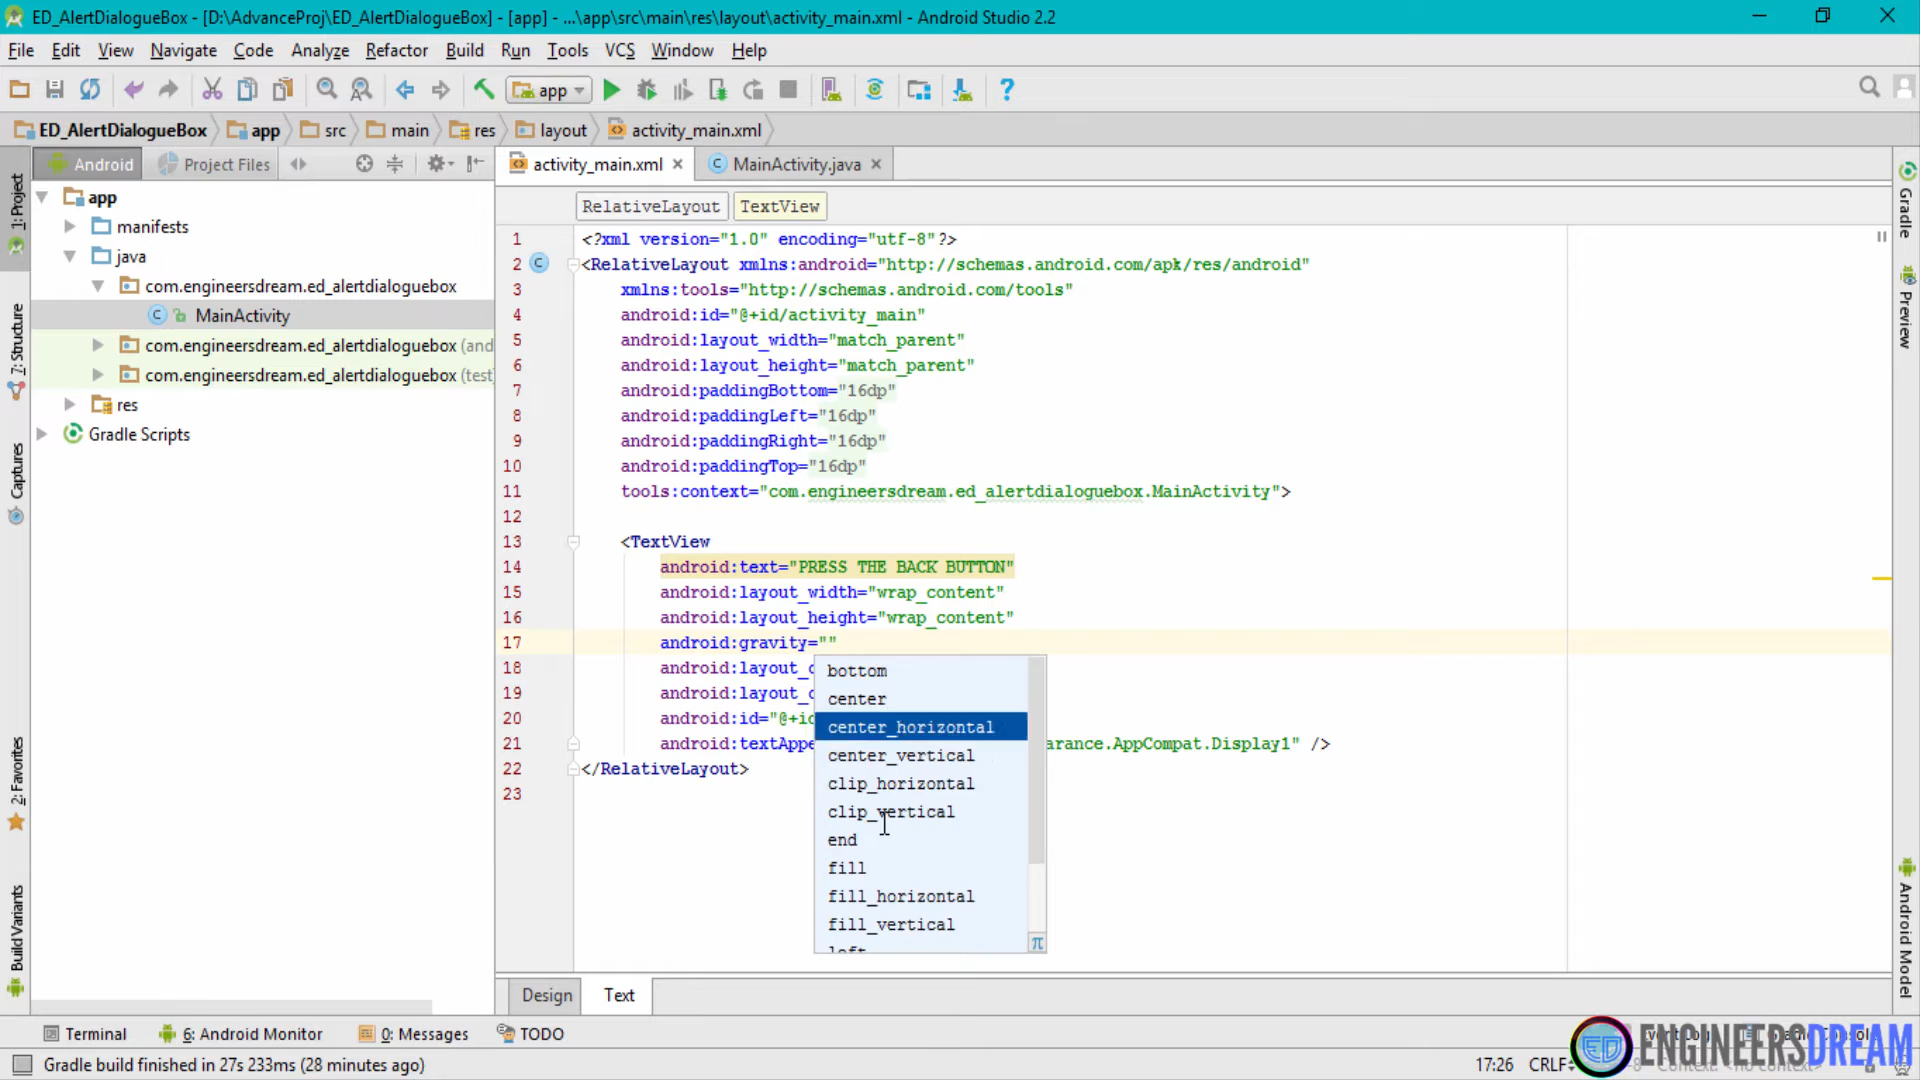 ED_AlertDialogueBox - [D:\AdvanceProj\ED_AlertDialogueBox] - [app] - ...\app\src\main\res\layout\activity_main.xml - Android Studio 2.2
File Edit View Navigate Code Analyze Refactor Build Run Tools VCS Window Help
app
ED_AlertDialogueBox app src main res layout activity_main.xml
Android Project Files
activity_main.xml MainActivity.java
RelativeLayout TextView
app
manifests
java
com.engineersdream.ed_alertdialoguebox
MainActivity
com.engineersdream.ed_alertdialoguebox (and
com.engineersdream.ed_alertdialoguebox (test
res
Gradle Scripts
1: Project
7: Structure
Captures
2: Favorites
Build Variants
1 <?xml version="1.0" encoding="utf-8"?>
2 <RelativeLayout xmlns:android="http://schemas.android.com/apk/res/android"
3 xmlns:tools="http://schemas.android.com/tools"
4 android:id="@+id/activity_main"
5 android:layout_width="match_parent"
6 android:layout_height="match_parent"
7 android:paddingBottom="16dp"
8 android:paddingLeft="16dp"
9 android:paddingRight="16dp"
10 android:paddingTop="16dp"
11 tools:context="com.engineersdream.ed_alertdialoguebox.MainActivity">
12
13 <TextView
14 android:text="PRESS THE BACK BUTTON"
15 android:layout_width="wrap_content"
16 android:layout_height="wrap_content"
17 android:gravity=""
18 android:layout_c
19 android:layout_c
20 android:id="@+id
21 android:textAppe arance.AppCompat.Display1" />
22 </RelativeLayout>
23
bottom
center
center_horizontal
center_vertical
clip_horizontal
clip_vertical
end
fill
fill_horizontal
fill_vertical
left
π
Gradle
Preview
Android Model
Design Text
Terminal 6: Android Monitor 0: Messages TODO
Gradle build finished in 27s 233ms (28 minutes ago)
17:26 CRLF
Context: <no context>
ED ENGINEERSDREAM